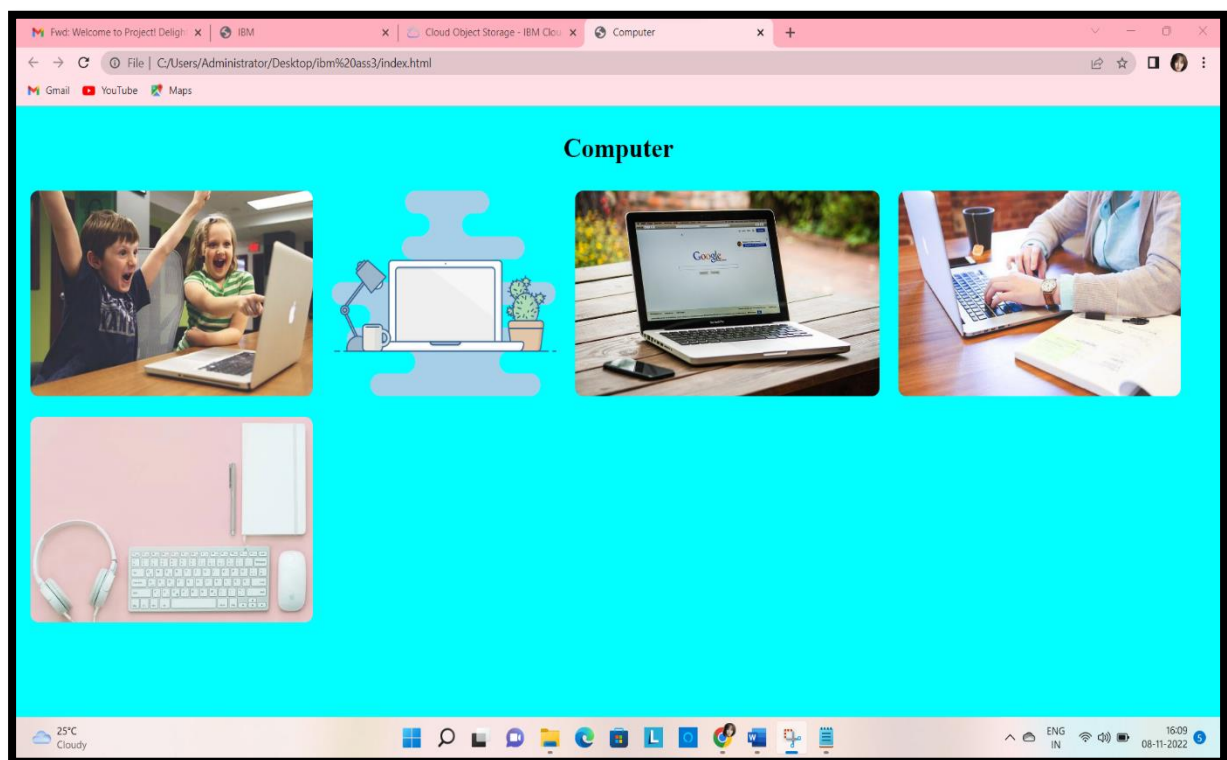 Fwd: Welcome to Project! Deligh
IBM
Cloud Object Storage - IBM Clou
Computer
File | C:/Users/Administrator/Desktop/ibm%20ass3/index.html
Gmail
YouTube
Maps
Computer
Google
25°C
Cloudy
L
W
ENG
IN
16:09
08-11-2022
5